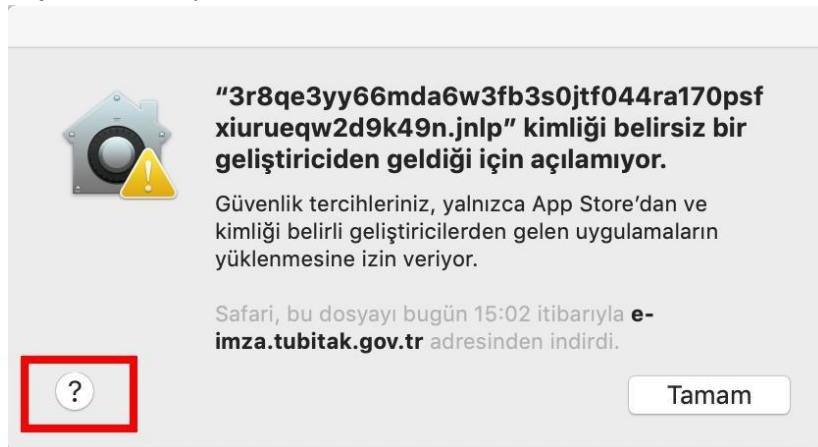 “3r8qe3yy66mda6w3fb3s0jtf044ra170psf
xiurueqw2d9k49n.jnlp” kimliği belirsiz bir
geliştiriciden geldiği için açılamıyor.
Güvenlik tercihleriniz, yalnızca App Store’dan ve
kimliği belirli geliştiricilerden gelen uygulamaların
yüklenmesine izin veriyor.
Safari, bu dosyayı bugün 15:02 itibarıyla e-
imza.tubitak.gov.tr adresinden indirdi.
?
Tamam